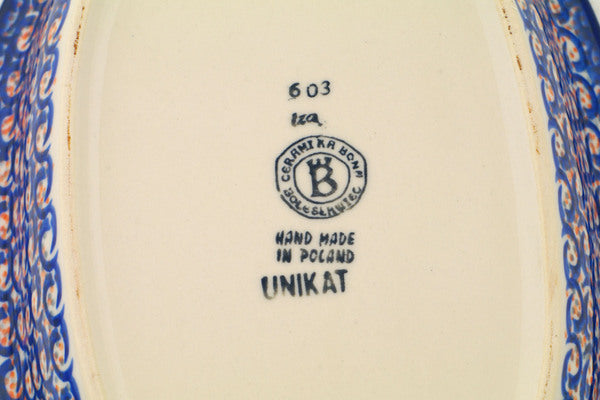 603
Iza
CERAMIKA BONA
B
BOLESŁAWIEC
HAND MADE
IN POLAND
UNIKAT